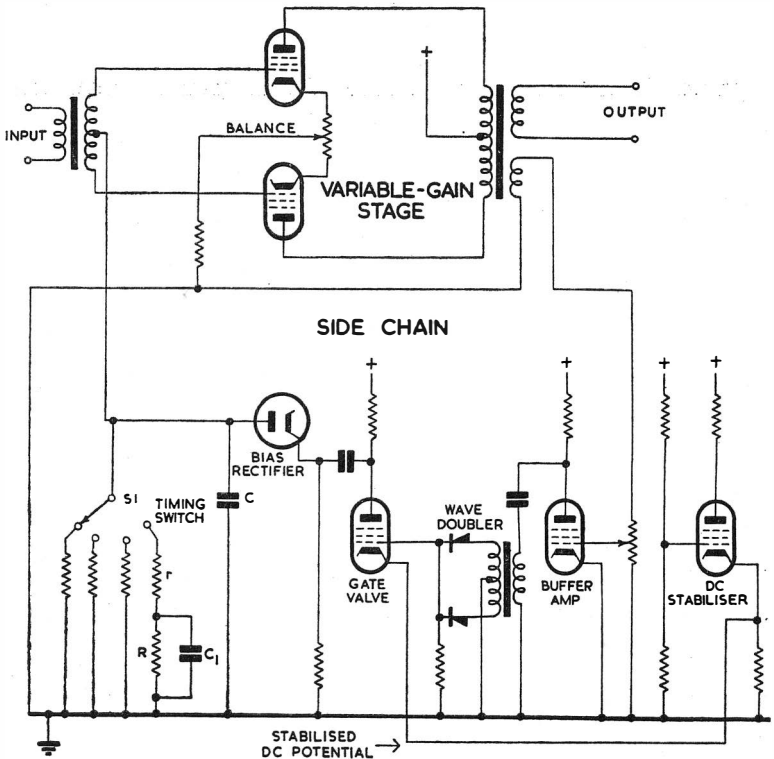 INPUT
BALANCE
VARIABLE-GAIN
STAGE
+
OUTPUT
SIDE CHAIN
+
+
+
+
BIAS
RECTIFIER
S1
TIMING
SWITCH
C
WAVE
DOUBLER
GATE
VALVE
BUFFER
AMP
DC
STABILISER
r
R
C1
STABILISED
DC POTENTIAL →